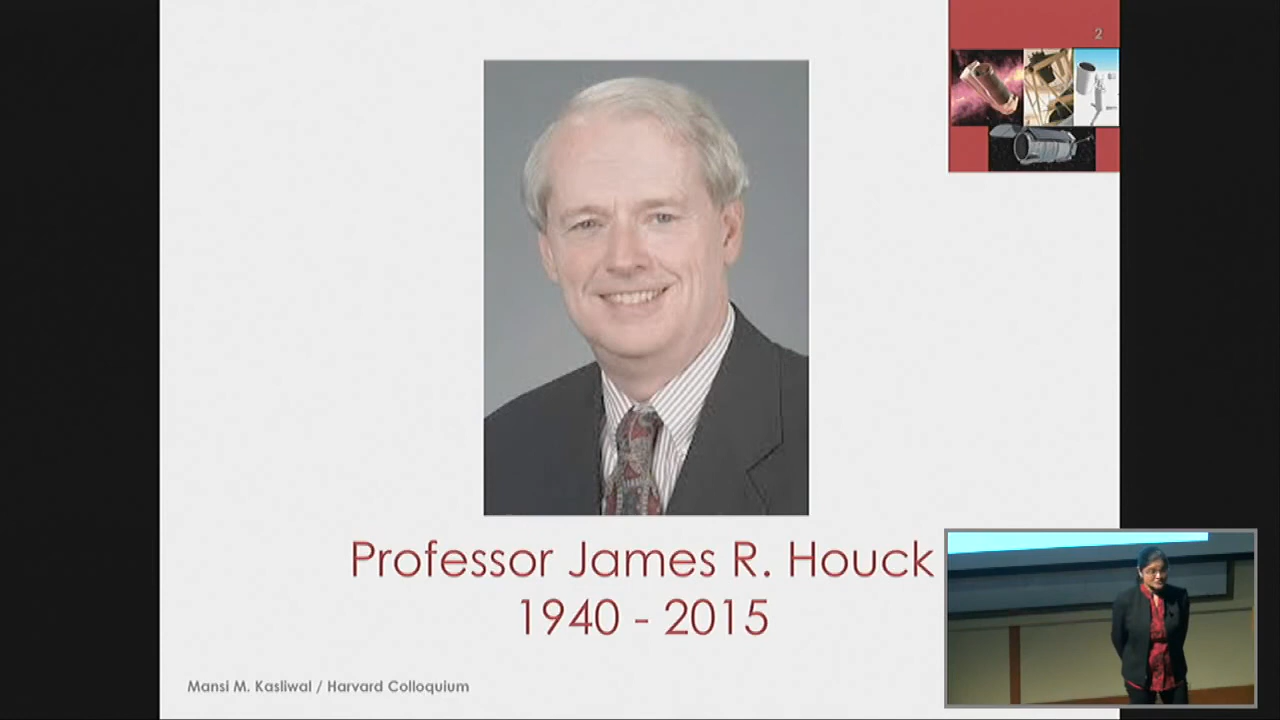 2
Professor James R. Houck
1940 - 2015
Mansi M. Kasliwal / Harvard Colloquium